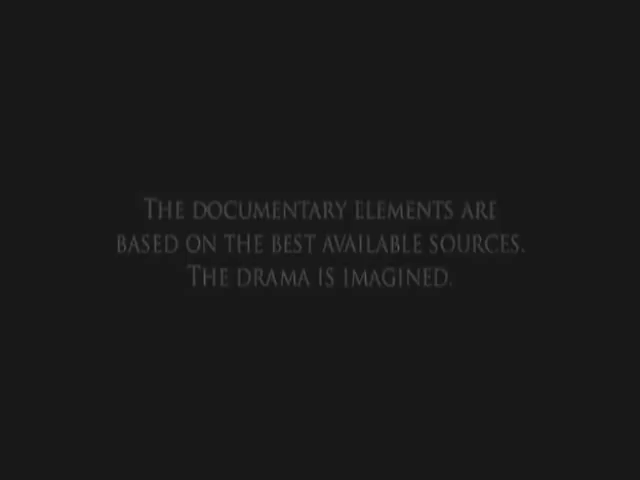 THE DOCUMENTARY ELEMENTS ARE
BASED ON THE BEST AVAILABLE SOURCES.
THE DRAMA IS IMAGINED.